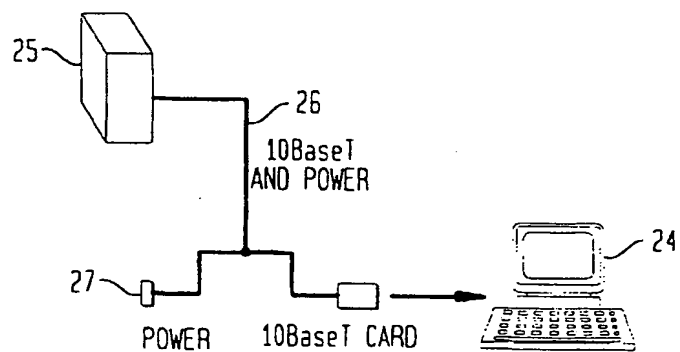 25
26
10BaseT
AND POWER
24
27
POWER
10BaseT CARD